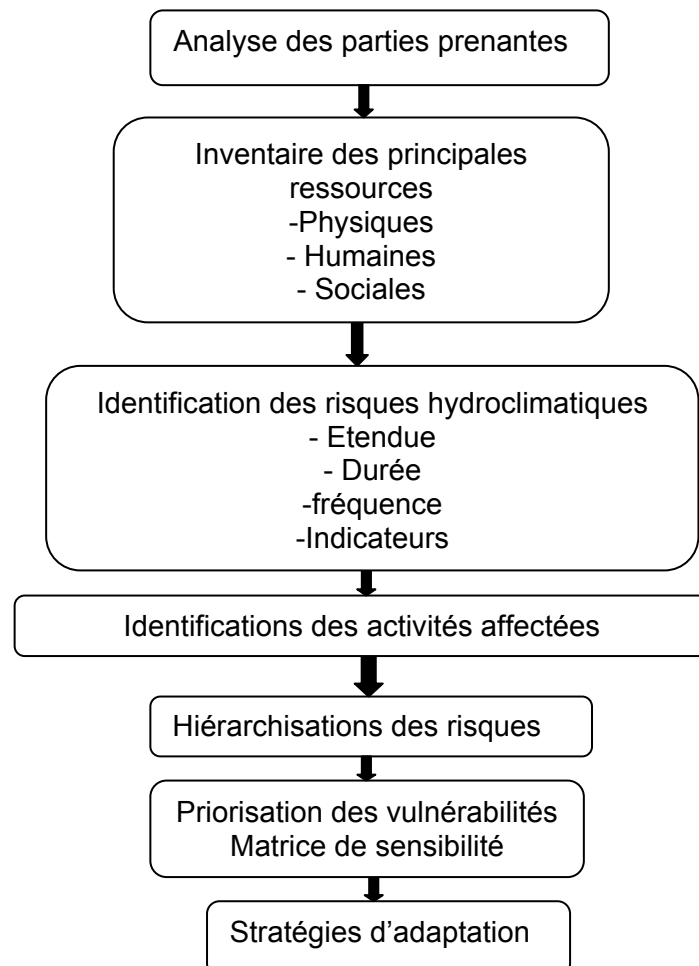 Analyse des parties prenantes
Inventaire des principales
ressources
-Physiques
- Humaines
- Sociales
Identification des risques hydroclimatiques
- Etendue
- Durée
-fréquence
-Indicateurs
Identifications des activités affectées
Hiérarchisations des risques
Priorisation des vulnérabilités
Matrice de sensibilité
Stratégies d’adaptation